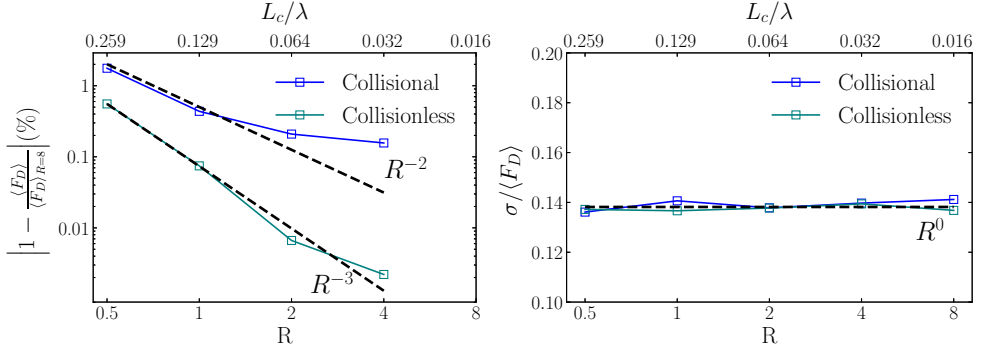 L_c/λ
0.259 0.129 0.064 0.032 0.016
|1 − ⟨F_D⟩/⟨F_D⟩_{R=8}| (%)
1
0.1
0.01
Collisional
Collisionless
R^{−2}
R^{−3}
0.5 1 2 4 8
R
L_c/λ
0.259 0.129 0.064 0.032 0.016
σ/⟨F_D⟩
0.20
0.18
0.16
0.14
0.12
0.10
Collisional
Collisionless
R^0
0.5 1 2 4 8
R